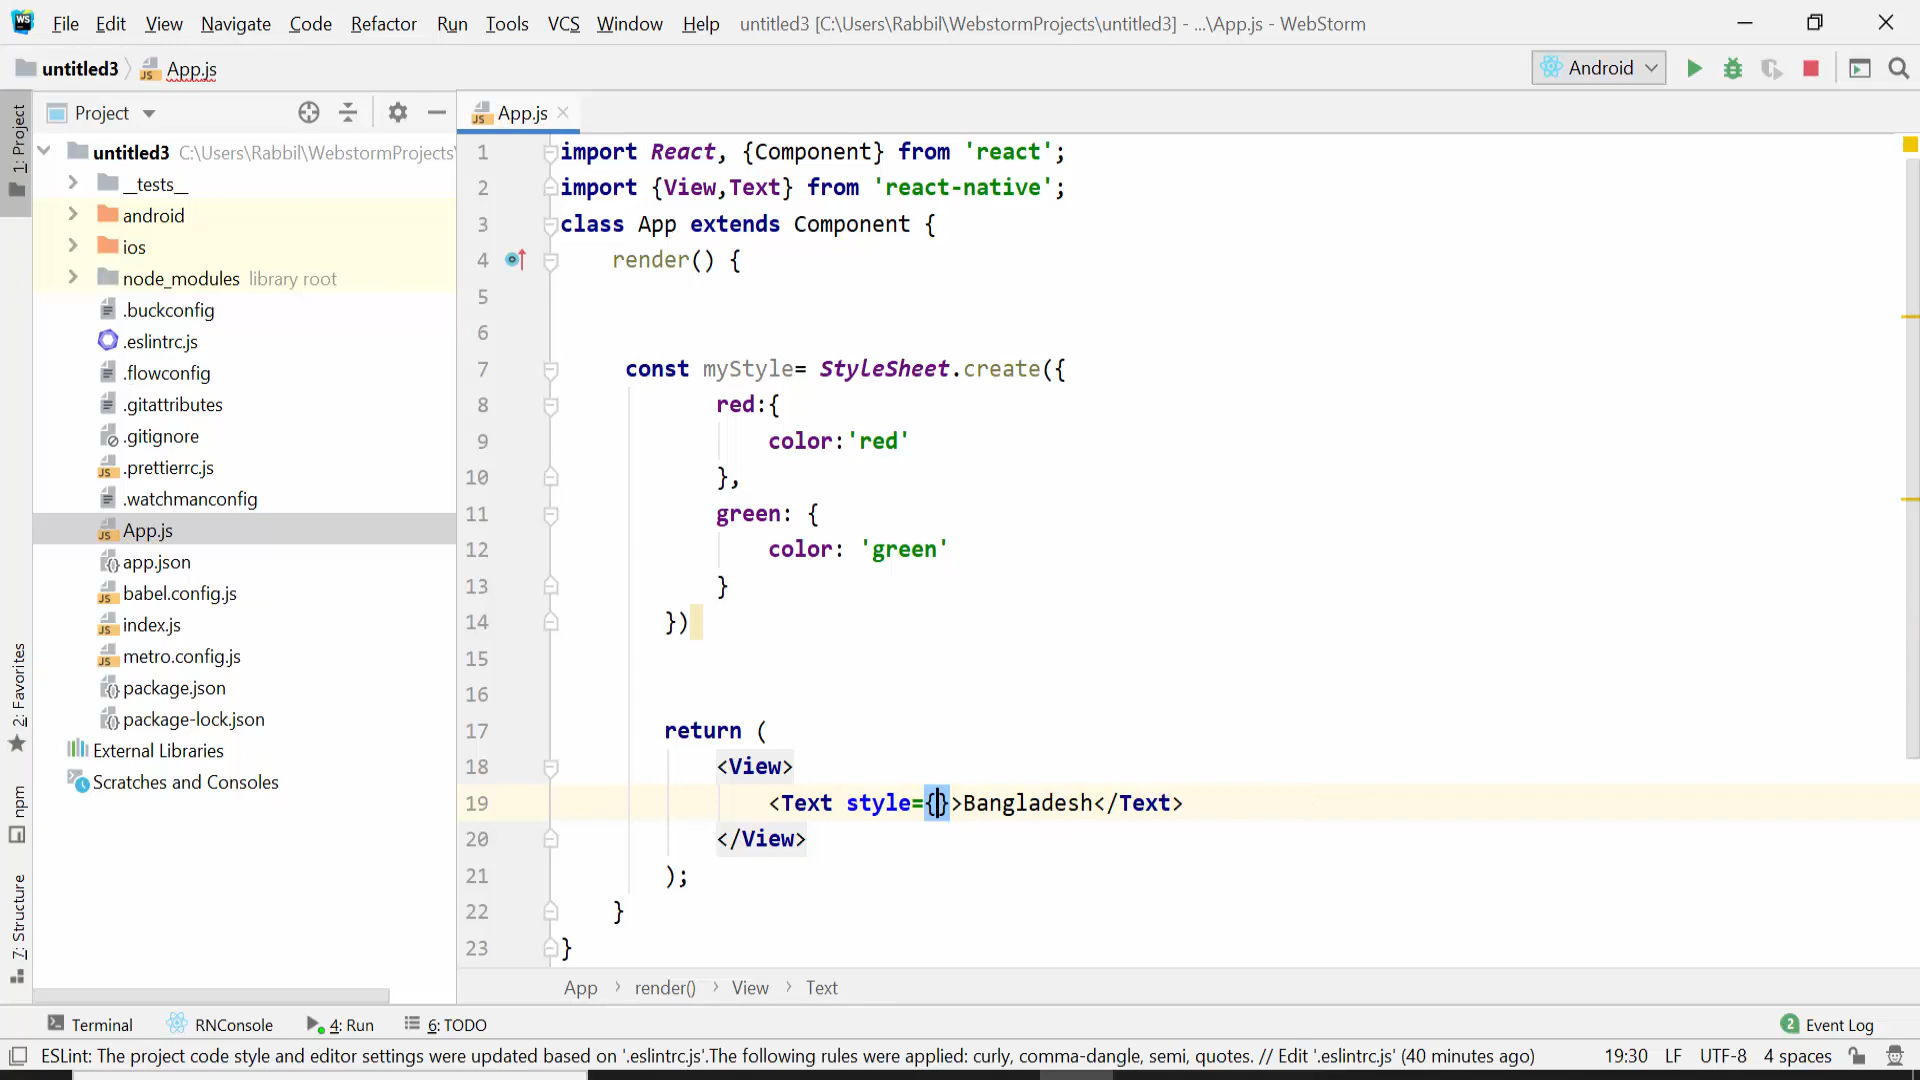 WS File Edit View Navigate Code Refactor Run Tools VCS Window Help untitled3 [C:\Users\Rabbil\WebstormProjects\untitled3] - ...\App.js - WebStorm
untitled3 App.js Android
1: Project
Project
untitled3 C:\Users\Rabbil\WebstormProjects
__tests__
android
ios
node_modules library root
.buckconfig
.eslintrc.js
.flowconfig
.gitattributes
.gitignore
.prettierrc.js
.watchmanconfig
App.js
app.json
babel.config.js
index.js
metro.config.js
package.json
package-lock.json
External Libraries
Scratches and Consoles
2: Favorites
npm
7: Structure
App.js
1 import React, {Component} from 'react';
2 import {View,Text} from 'react-native';
3 class App extends Component {
4 render() {
5
6
7 const myStyle= StyleSheet.create({
8 red:{
9 color:'red'
10 },
11 green: {
12 color: 'green'
13 }
14 })
15
16
17 return (
18 <View>
19 <Text style={}>Bangladesh</Text>
20 </View>
21 );
22 }
23 }
App render() View Text
Terminal RNConsole 4: Run 6: TODO 2 Event Log
ESLint: The project code style and editor settings were updated based on '.eslintrc.js'.The following rules were applied: curly, comma-dangle, semi, quotes. // Edit '.eslintrc.js' (40 minutes ago) 19:30 LF UTF-8 4 spaces